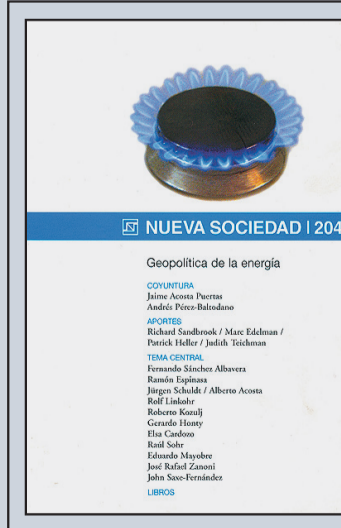 NUEVA SOCIEDAD | 204
Geopolítica de la energía
COYUNTURA
Jaime Acosta Puertas
Andrés Pérez-Baltodano
APORTES
Richard Sandbrook / Marc Edelman /
Patrick Heller / Judith Teichman
TEMA CENTRAL
Fernando Sánchez Albavera
Ramón Espinasa
Jürgen Schuldt / Alberto Acosta
Rolf Linkohr
Roberto Kozulj
Gerardo Honty
Elsa Cardozo
Raúl Sohr
Eduardo Mayobre
José Rafael Zanoni
John Saxe-Fernández
LIBROS